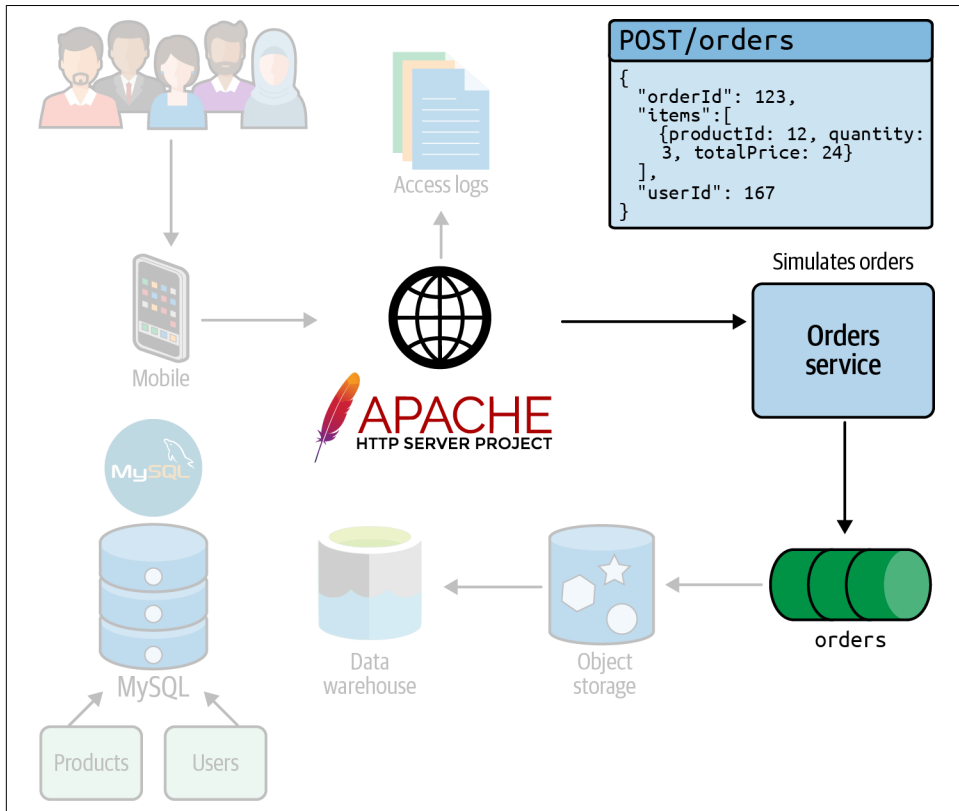 POST/orders
{
"orderId": 123,
"items":[
{productId: 12, quantity:
3, totalPrice: 24}
],
"userId": 167
}
Access logs
Simulates orders
Orders
service
Mobile
APACHE
HTTP SERVER PROJECT
MySQL
orders
Data
warehouse
Object
storage
MySQL
Products
Users